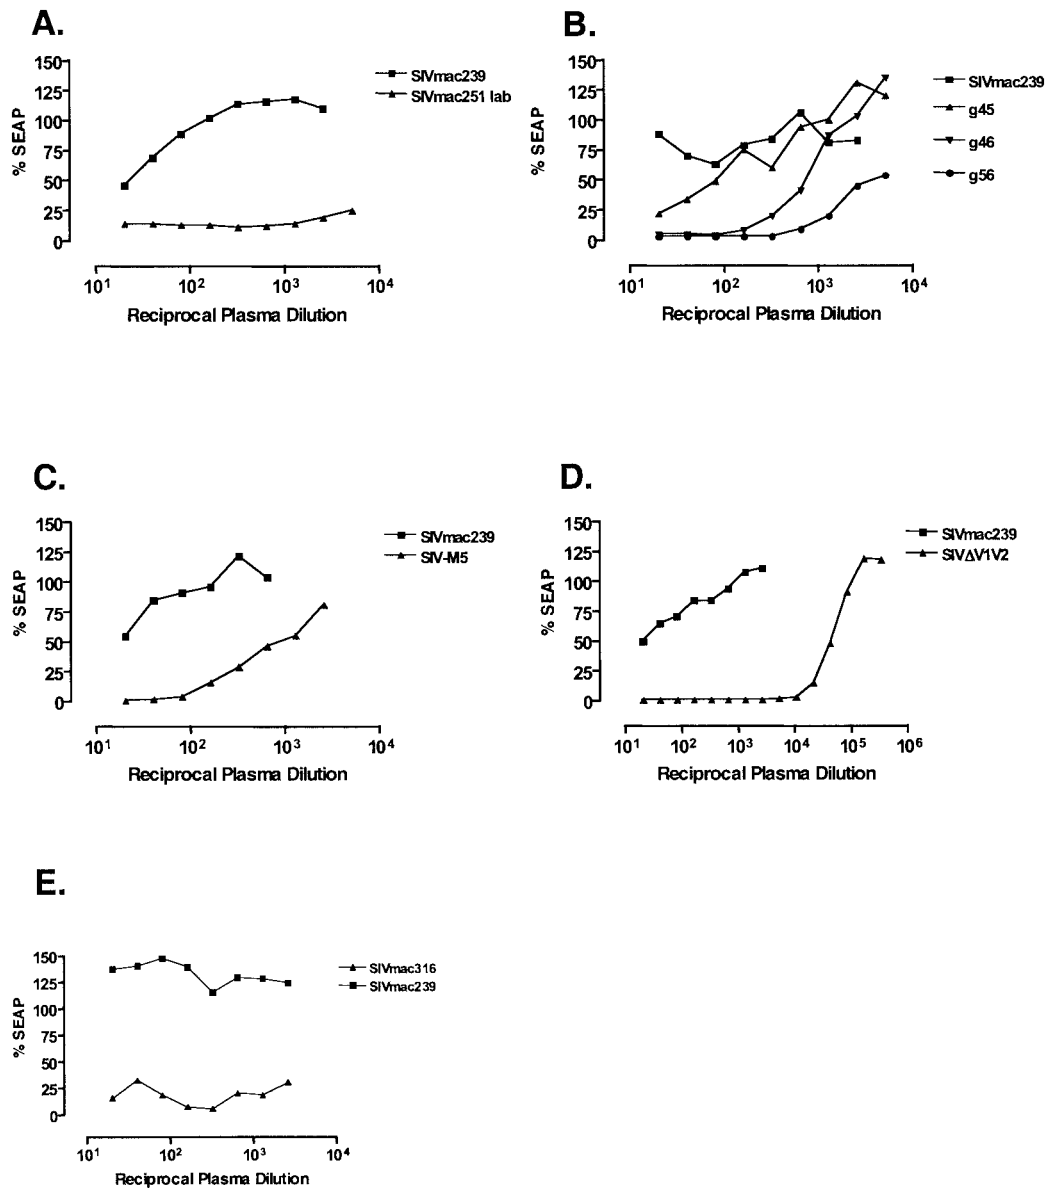 A.
150
125
100
75
50
25
0
% SEAP
10¹ 10² 10³ 10⁴
Reciprocal Plasma Dilution
SIVmac239
SIVmac251 lab
B.
150
125
100
75
50
25
0
% SEAP
10¹ 10² 10³ 10⁴
Reciprocal Plasma Dilution
SIVmac239
g45
g46
g56
C.
150
125
100
75
50
25
0
% SEAP
10¹ 10² 10³ 10⁴
Reciprocal Plasma Dilution
SIVmac239
SIV-M5
D.
150
125
100
75
50
25
0
% SEAP
10¹ 10² 10³ 10⁴ 10⁵ 10⁶
Reciprocal Plasma Dilution
SIVmac239
SIVΔV1V2
E.
150
125
100
75
50
25
0
% SEAP
10¹ 10² 10³ 10⁴
Reciprocal Plasma Dilution
SIVmac316
SIVmac239